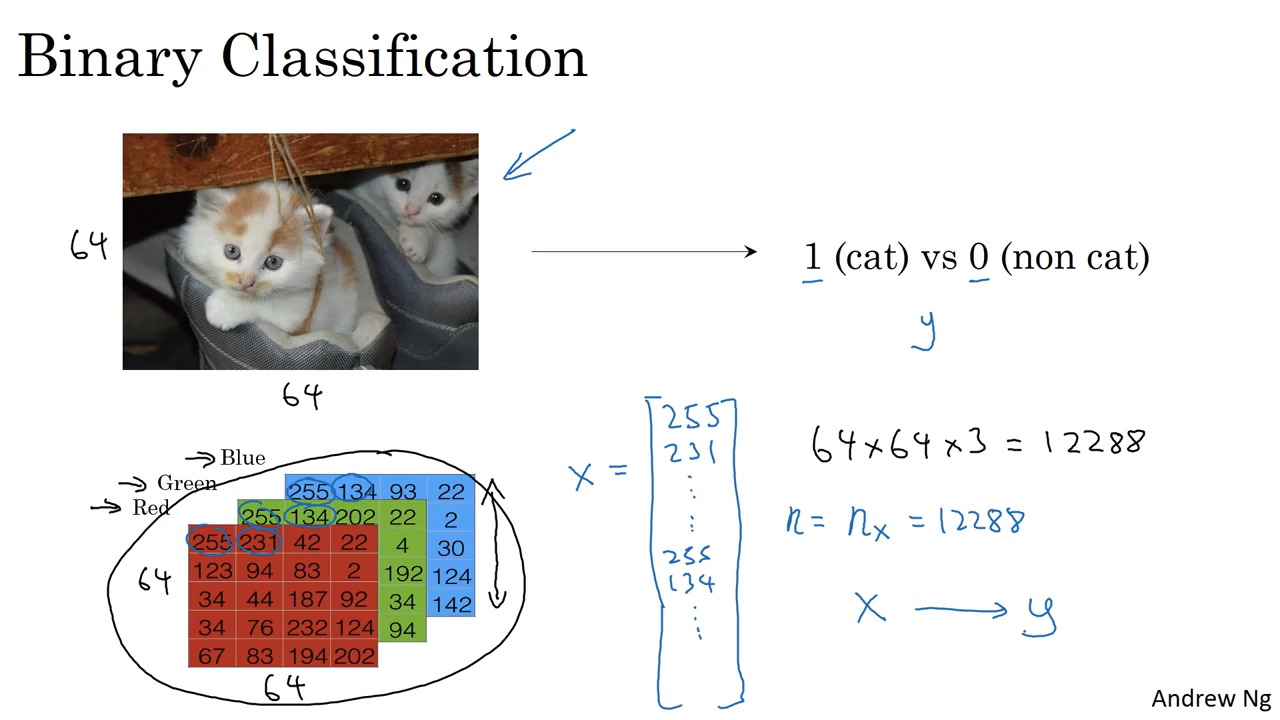 Binary Classification
64
64
1 (cat) vs 0 (non cat)
y
Blue
Green
Red
255 134 93 22
255 134 202 22 2
255 231 42 22 4 30
123 94 83 2 192 124
34 44 187 92 34 142
34 76 232 124 94
67 83 194 202
64
64
x =
255
231
⋮
⋮
255
134
⋮
64 x 64 x 3 = 12288
n = nₓ = 12288
X → y
Andrew Ng